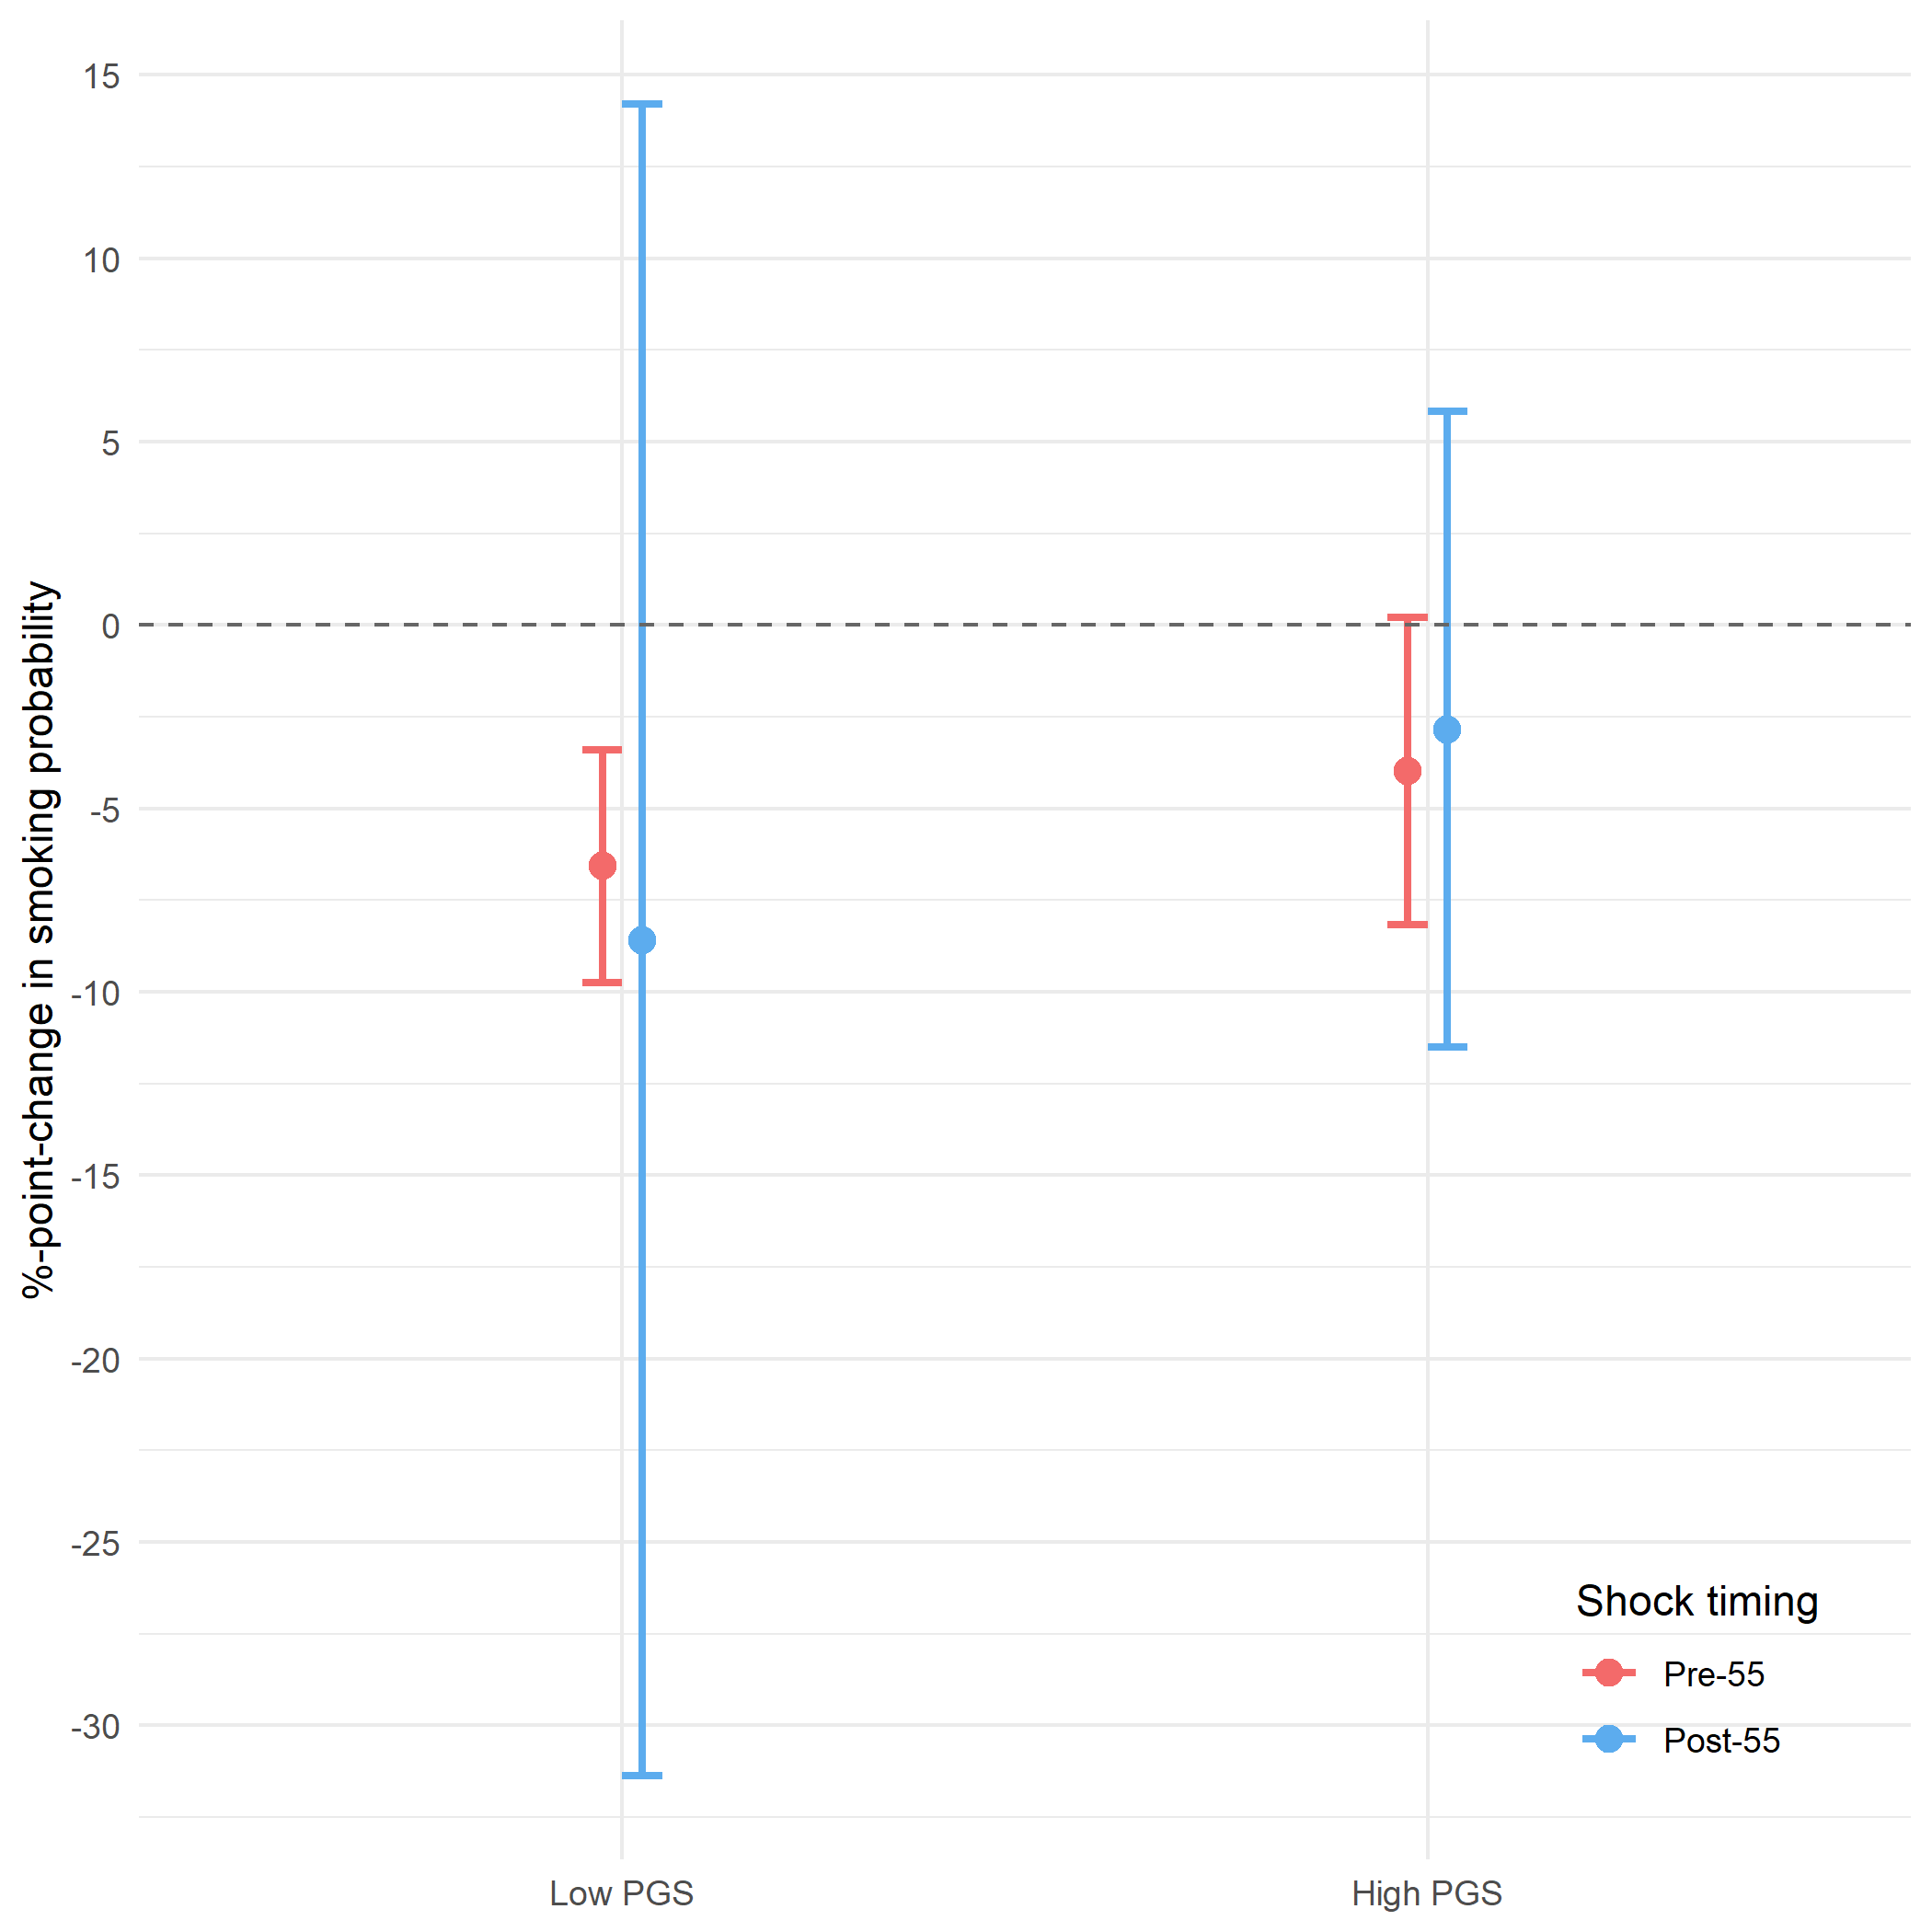 %-point-change in smoking probability
15
10
5
0
-5
-10
-15
-20
-25
-30
Low PGS
High PGS
Shock timing
Pre-55
Post-55